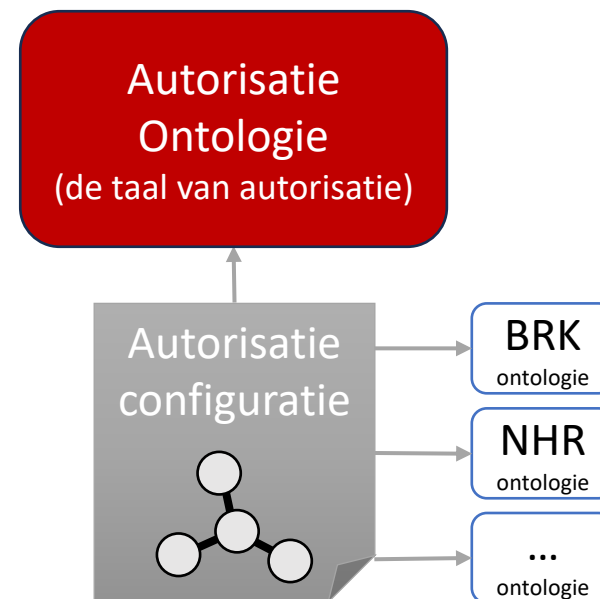 Autorisatie
Ontologie
(de taal van autorisatie)
Autorisatie
configuratie
BRK
ontologie
NHR
ontologie
...
ontologie